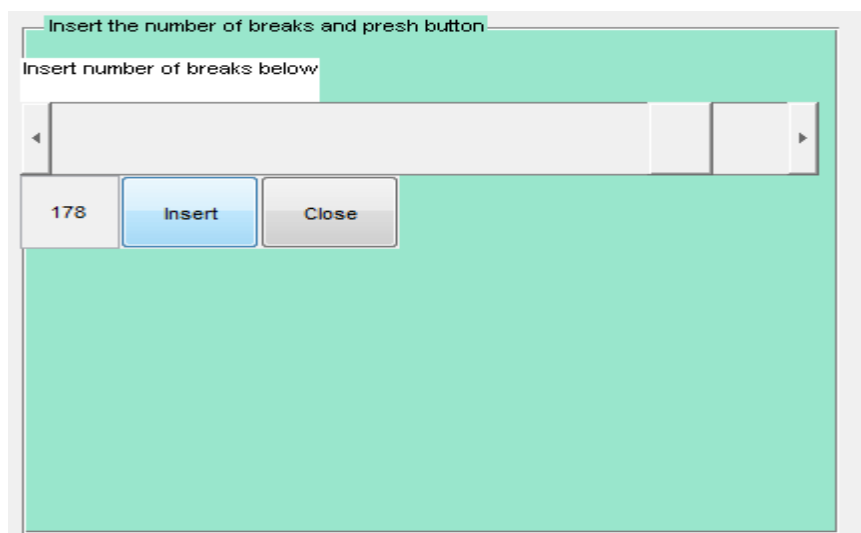 Insert the number of breaks and presh button
Insert number of breaks below
178 Insert Close